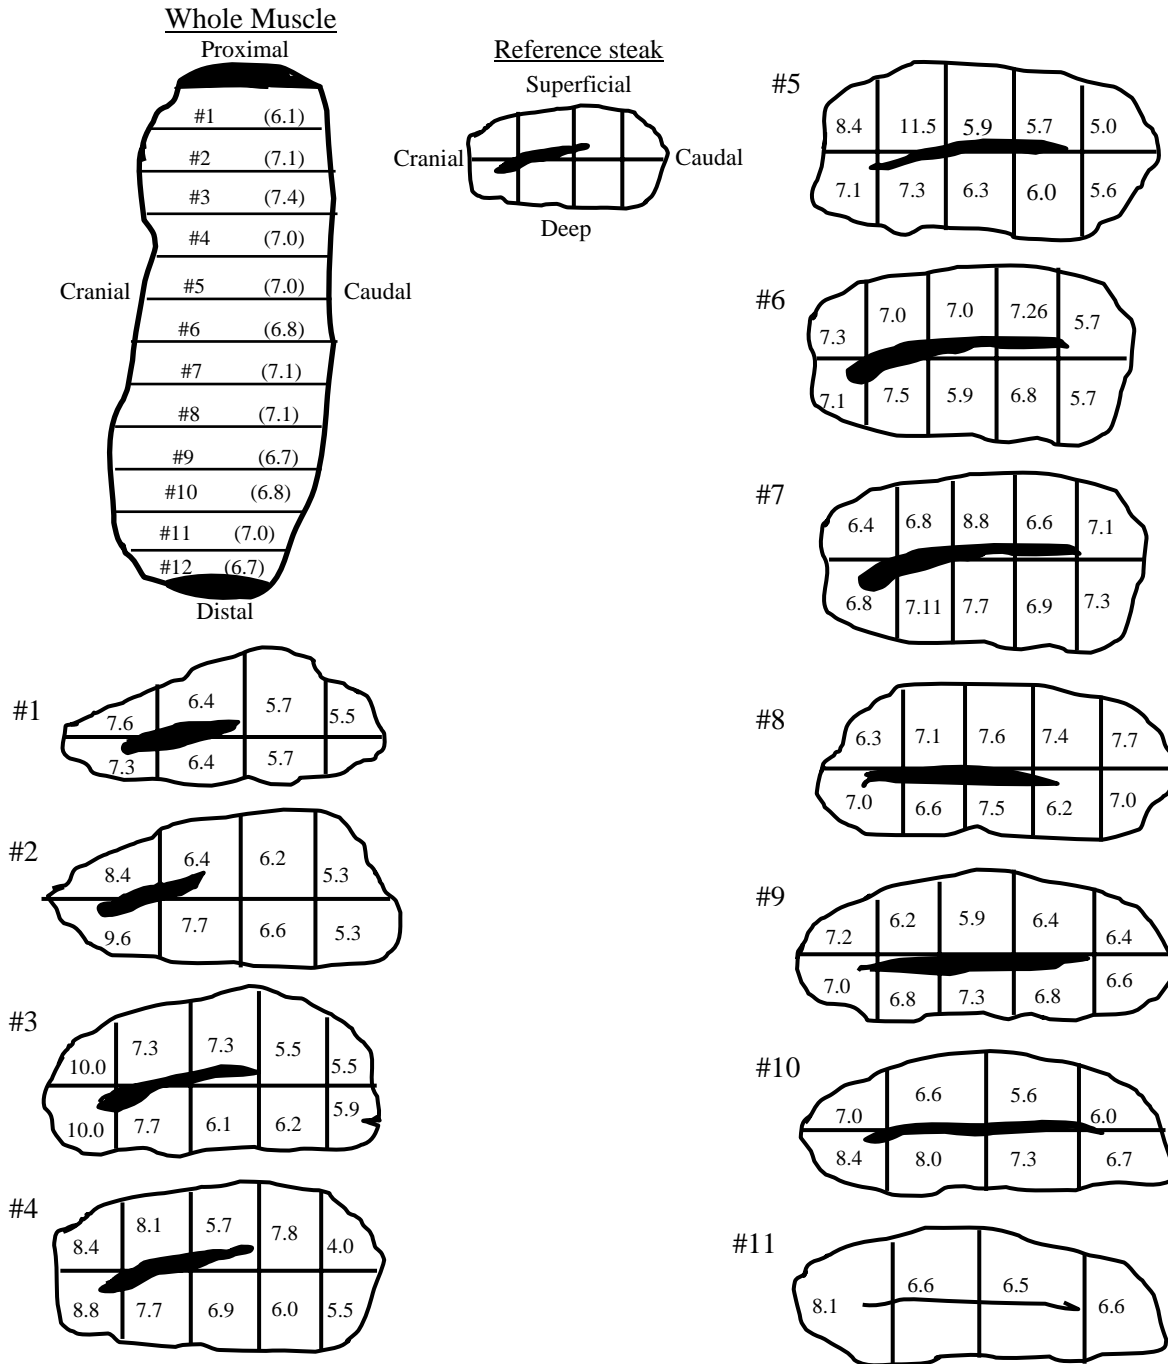 Whole Muscle
Proximal
#1 (6.1)
#2 (7.1)
#3 (7.4)
#4 (7.0)
Cranial #5 (7.0) Caudal
#6 (6.8)
#7 (7.1)
#8 (7.1)
#9 (6.7)
#10 (6.8)
#11 (7.0)
#12 (6.7)
Distal
Reference steak
Superficial
Cranial Caudal
Deep
#1
7.6 6.4 5.7 5.5
7.3 6.4 5.7
#2
8.4 6.4 6.2 5.3
9.6 7.7 6.6 5.3
#3
10.0 7.3 7.3 5.5 5.5
10.0 7.7 6.1 6.2 5.9
#4
8.4 8.1 5.7 7.8 4.0
8.8 7.7 6.9 6.0 5.5
#5
8.4 11.5 5.9 5.7 5.0
7.1 7.3 6.3 6.0 5.6
#6
7.3 7.0 7.0 7.26 5.7
7.1 7.5 5.9 6.8 5.7
#7
6.4 6.8 8.8 6.6 7.1
6.8 7.11 7.7 6.9 7.3
#8
6.3 7.1 7.6 7.4 7.7
7.0 6.6 7.5 6.2 7.0
#9
7.2 6.2 5.9 6.4 6.4
7.0 6.8 7.3 6.8 6.6
#10
7.0 6.6 5.6 6.0
8.4 8.0 7.3 6.7
#11
8.1 6.6 6.5 6.6